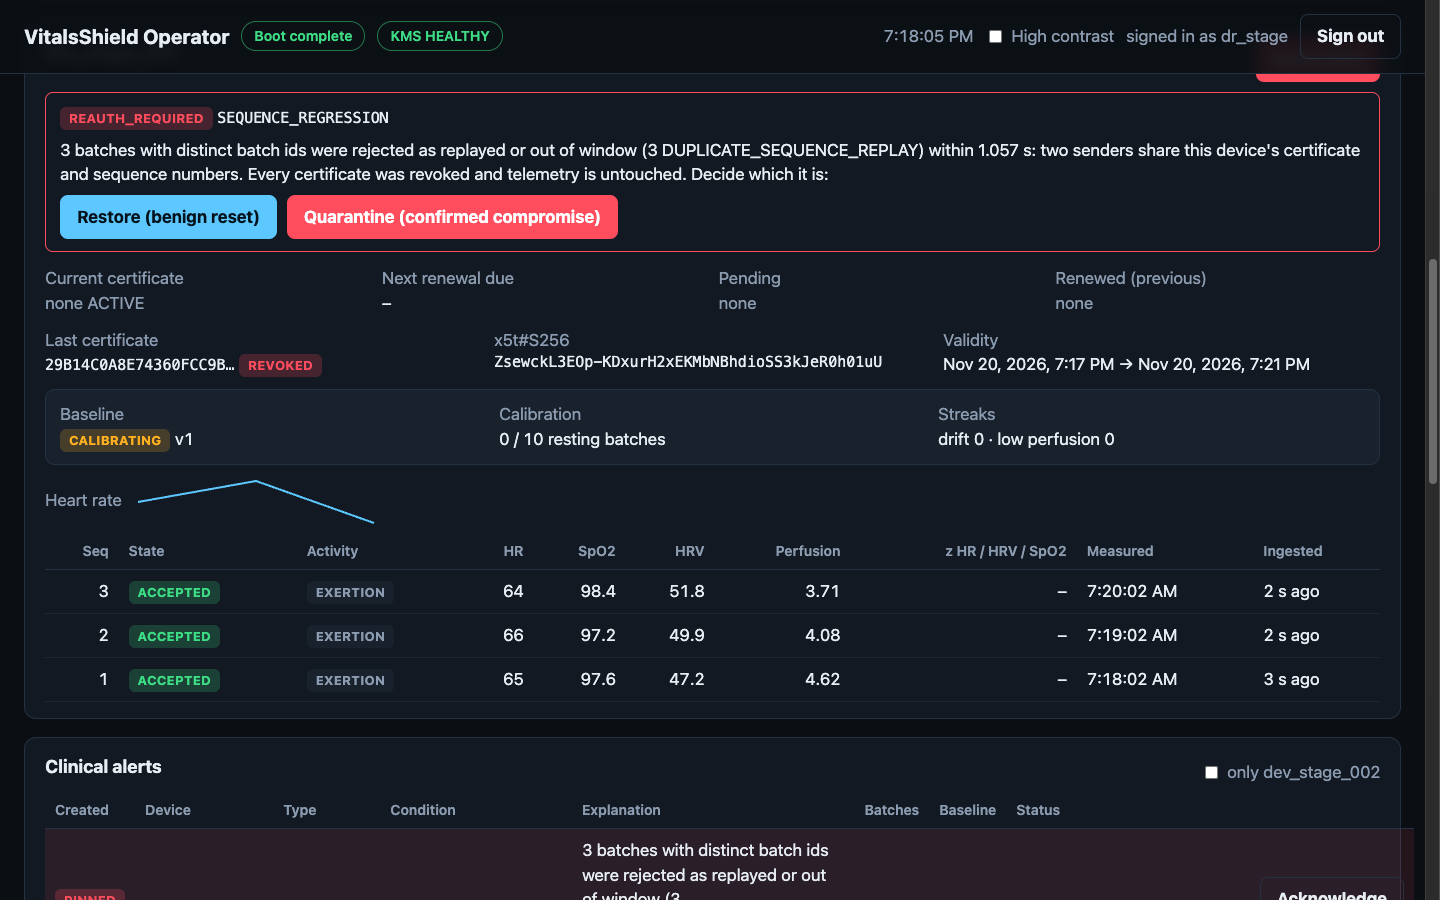 VitalsShield Operator
Boot complete
KMS HEALTHY
7:18:05 PM
High contrast
signed in as dr_stage
Sign out
REAUTH_REQUIRED SEQUENCE_REGRESSION
3 batches with distinct batch ids were rejected as replayed or out of window (3 DUPLICATE_SEQUENCE_REPLAY) within 1.057 s: two senders share this device's certificate
and sequence numbers. Every certificate was revoked and telemetry is untouched. Decide which it is:
Restore (benign reset)
Quarantine (confirmed compromise)
Current certificate
none ACTIVE
Next renewal due
–
Pending
none
Renewed (previous)
none
Last certificate
29B14C0A8E74360FCC9B… REVOKED
x5t#S256
ZsewckL3EOp-KDxurH2xEKMbNBhdioSS3kJeR0h01uU
Validity
Nov 20, 2026, 7:17 PM → Nov 20, 2026, 7:21 PM
Baseline
CALIBRATING v1
Calibration
0 / 10 resting batches
Streaks
drift 0 · low perfusion 0
Heart rate
Seq State Activity HR SpO2 HRV Perfusion z HR / HRV / SpO2 Measured Ingested
3 ACCEPTED EXERTION 64 98.4 51.8 3.71 – 7:20:02 AM 2 s ago
2 ACCEPTED EXERTION 66 97.2 49.9 4.08 – 7:19:02 AM 2 s ago
1 ACCEPTED EXERTION 65 97.6 47.2 4.62 – 7:18:02 AM 3 s ago
Clinical alerts
only dev_stage_002
Created Device Type Condition Explanation Batches Baseline Status
3 batches with distinct batch ids
were rejected as replayed or out
of window (3
PINNED
Acknowledge